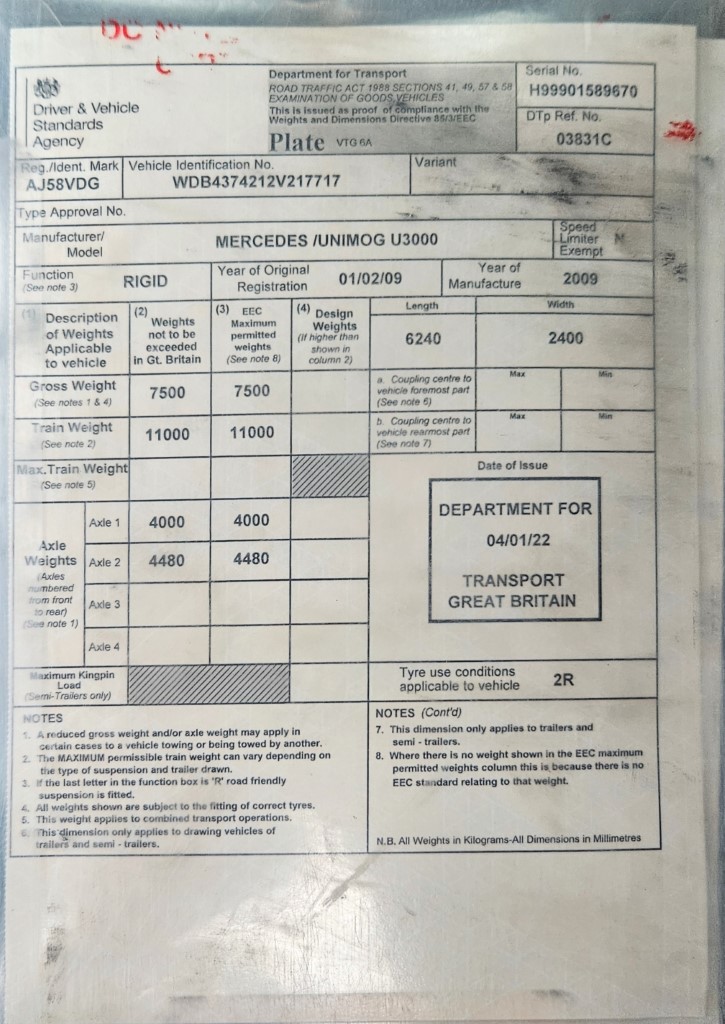 Driver & Vehicle
Standards
Agency
Department for Transport
ROAD TRAFFIC ACT 1988 SECTIONS 41, 49, 57 & 58
EXAMINATION OF GOODS VEHICLES
This is issued as proof of compliance with the
Weights and Dimensions Directive 85/3/EEC
Plate VTG 6A
Serial No.
H99901589670
DTp Ref. No.
03831C
Reg./Ident. Mark
AJ58VDG
Vehicle Identification No.
WDB4374212V217717
Variant
Type Approval No.
Manufacturer/
Model
MERCEDES /UNIMOG U3000
Speed
Limiter N
Exempt
Function
(See note 3)
RIGID
Year of Original
Registration
01/02/09
Year of
Manufacture
2009
(1) Description
of Weights
Applicable
to vehicle
(2) Weights
not to be
exceeded
in Gt. Britain
(3) EEC
Maximum
permitted
weights
(See note 8)
(4) Design
Weights
(If higher than
shown in
column 2)
Length
6240
Width
2400
Gross Weight
(See notes 1 & 4)
7500
7500
a. Coupling centre to
vehicle foremost part
(See note 6)
Max
Min
Train Weight
(See note 2)
11000
11000
b. Coupling centre to
vehicle rearmost part
(See note 7)
Max
Min
Max.Train Weight
(See note 5)
Axle
Weights
(Axles
numbered
from front
to rear)
(See note 1)
Axle 1
4000
4000
Axle 2
4480
4480
Axle 3
Axle 4
Date of Issue
DEPARTMENT FOR
04/01/22
TRANSPORT
GREAT BRITAIN
Maximum Kingpin
Load
(Semi-Trailers only)
Tyre use conditions
applicable to vehicle
2R
NOTES
1. A reduced gross weight and/or axle weight may apply in
certain cases to a vehicle towing or being towed by another.
2. The MAXIMUM permissible train weight can vary depending on
the type of suspension and trailer drawn.
3. If the last letter in the function box is 'R' road friendly
suspension is fitted.
4. All weights shown are subject to the fitting of correct tyres.
5. This weight applies to combined transport operations.
6. This dimension only applies to drawing vehicles of
trailers and semi - trailers.
NOTES (Cont'd)
7. This dimension only applies to trailers and
semi - trailers.
8. Where there is no weight shown in the EEC maximum
permitted weights column this is because there is no
EEC standard relating to that weight.
N.B. All Weights in Kilograms-All Dimensions in Millimetres